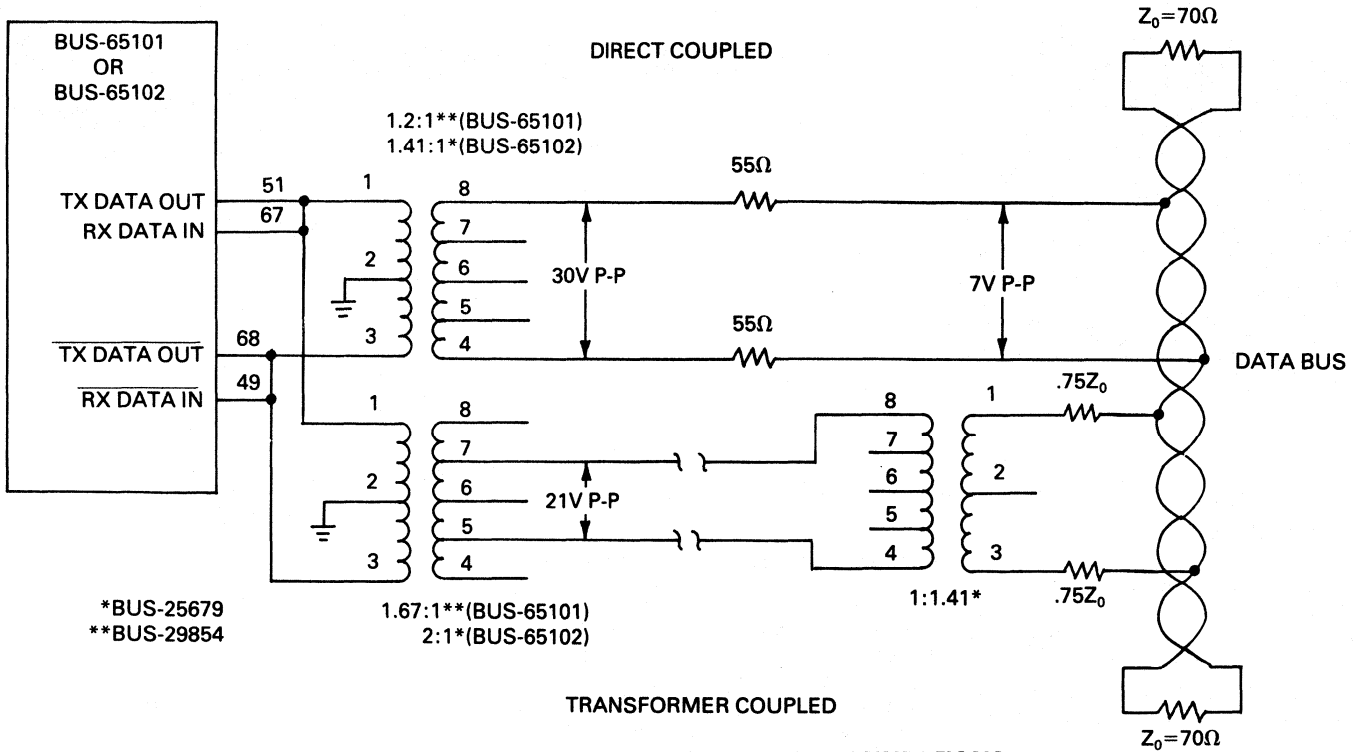 Z₀=70Ω
BUS-65101
OR
BUS-65102
DIRECT COUPLED
1.2:1**(BUS-65101)
1.41:1*(BUS-65102)
TX DATA OUT
51
1
8
55Ω
RX DATA IN
67
7
2
6
30V P-P
7V P-P
5
3
4
55Ω
TX DATA OUT
68
DATA BUS
RX DATA IN
49
1
8
7
2
6
21V P-P
5
3
4
8
7
6
5
4
1
.75Z₀
2
3
.75Z₀
1:1.41*
*BUS-25679
**BUS-29854
1.67:1**(BUS-65101)
2:1*(BUS-65102)
TRANSFORMER COUPLED
Z₀=70Ω